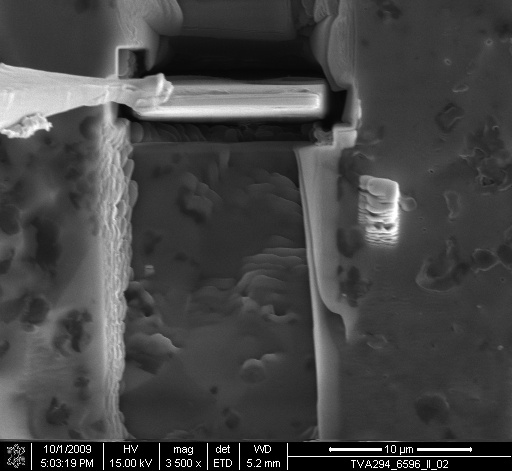 10/1/2009 HV mag det WD 10 µm
5:03:19 PM 15.00 kV 3 500 x ETD 5.2 mm TVA294_6596_II_02